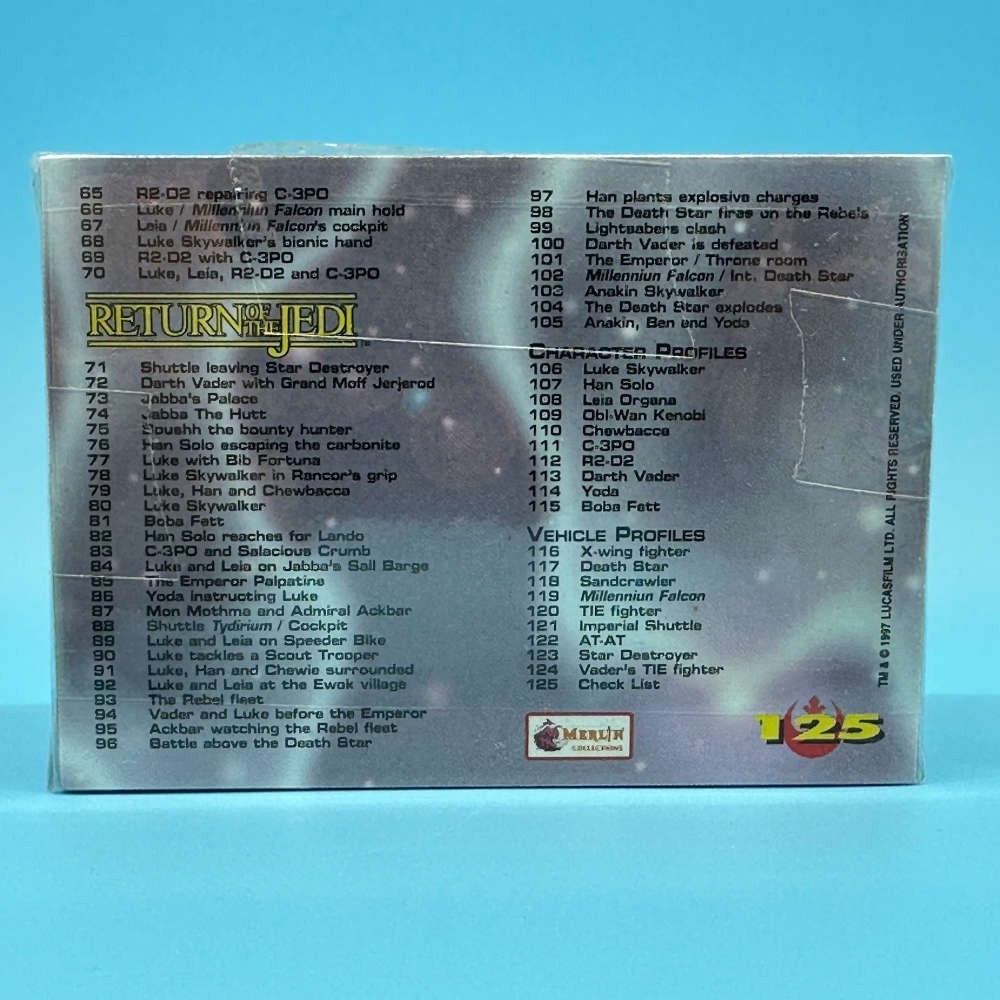 65 R2-D2 repairing C-3PO
66 Luke / Millenniun Falcon main hold
67 Leia / Millenniun Falcon's cockpit
68 Luke Skywalker's bionic hand
69 R2-D2 with C-3PO
70 Luke, Leia, R2-D2 and C-3PO
RETURN OF THE JEDI
71 Shuttle leaving Star Destroyer
72 Darth Vader with Grand Moff Jerjerod
73 Jabba's Palace
74 Jabba The Hutt
75 Boushh the bounty hunter
76 Han Solo escaping the carbonite
77 Luke with Bib Fortuna
78 Luke Skywalker in Rancor's grip
79 Luke, Han and Chewbacca
80 Luke Skywalker
81 Boba Fett
82 Han Solo reaches for Lando
83 C-3PO and Salacious Crumb
84 Luke and Leia on Jabba's Sail Barge
85 The Emperor Palpatine
86 Yoda instructing Luke
87 Mon Mothma and Admiral Ackbar
88 Shuttle Tydirium / Cockpit
89 Luke and Leia on Speeder Bike
90 Luke tackles a Scout Trooper
91 Luke, Han and Chewie surrounded
92 Luke and Leia at the Ewok village
93 The Rebel fleet
94 Vader and Luke before the Emperor
95 Ackbar watching the Rebel fleet
96 Battle above the Death Star
97 Han plants explosive charges
98 The Death Star fires on the Rebels
99 Lightsabers clash
100 Darth Vader is defeated
101 The Emperor / Throne room
102 Millenniun Falcon / Int. Death Star
103 Anakin Skywalker
104 The Death Star explodes
105 Anakin, Ben and Yoda
CHARACTER PROFILES
106 Luke Skywalker
107 Han Solo
108 Leia Organa
109 Obi-Wan Kenobi
110 Chewbacca
111 C-3PO
112 R2-D2
113 Darth Vader
114 Yoda
115 Boba Fett
VEHICLE PROFILES
116 X-wing fighter
117 Death Star
118 Sandcrawler
119 Millenniun Falcon
120 TIE fighter
121 Imperial Shuttle
122 AT-AT
123 Star Destroyer
124 Vader's TIE fighter
125 Check List
MERLIN
COLLECTIONS
125
TM & © 1997 LUCASFILM LTD. ALL RIGHTS RESERVED. USED UNDER AUTHORISATION